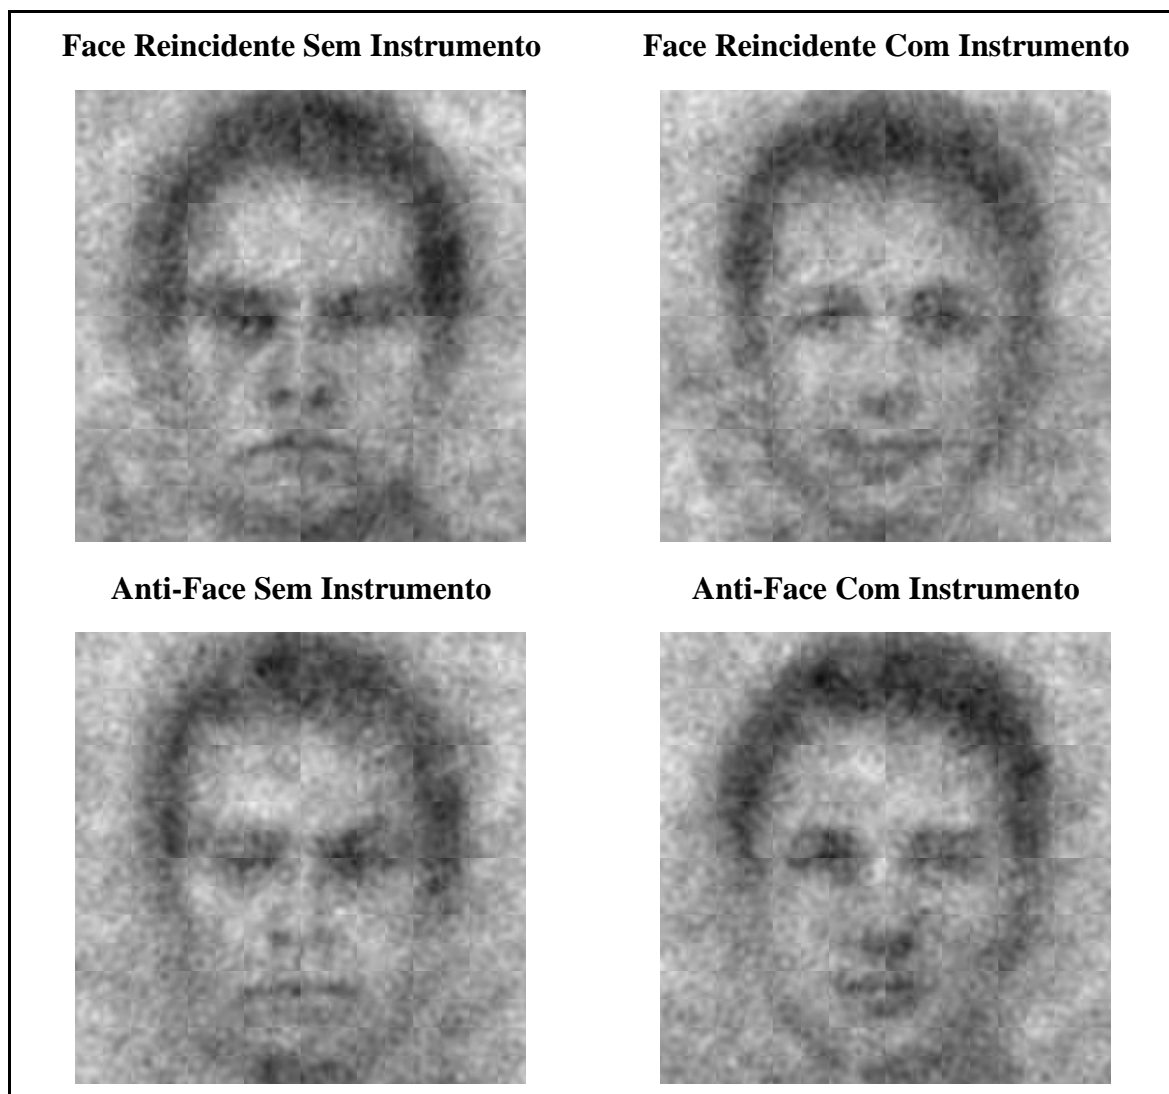 Face Reincidente Sem Instrumento
Face Reincidente Com Instrumento
Anti-Face Sem Instrumento
Anti-Face Com Instrumento